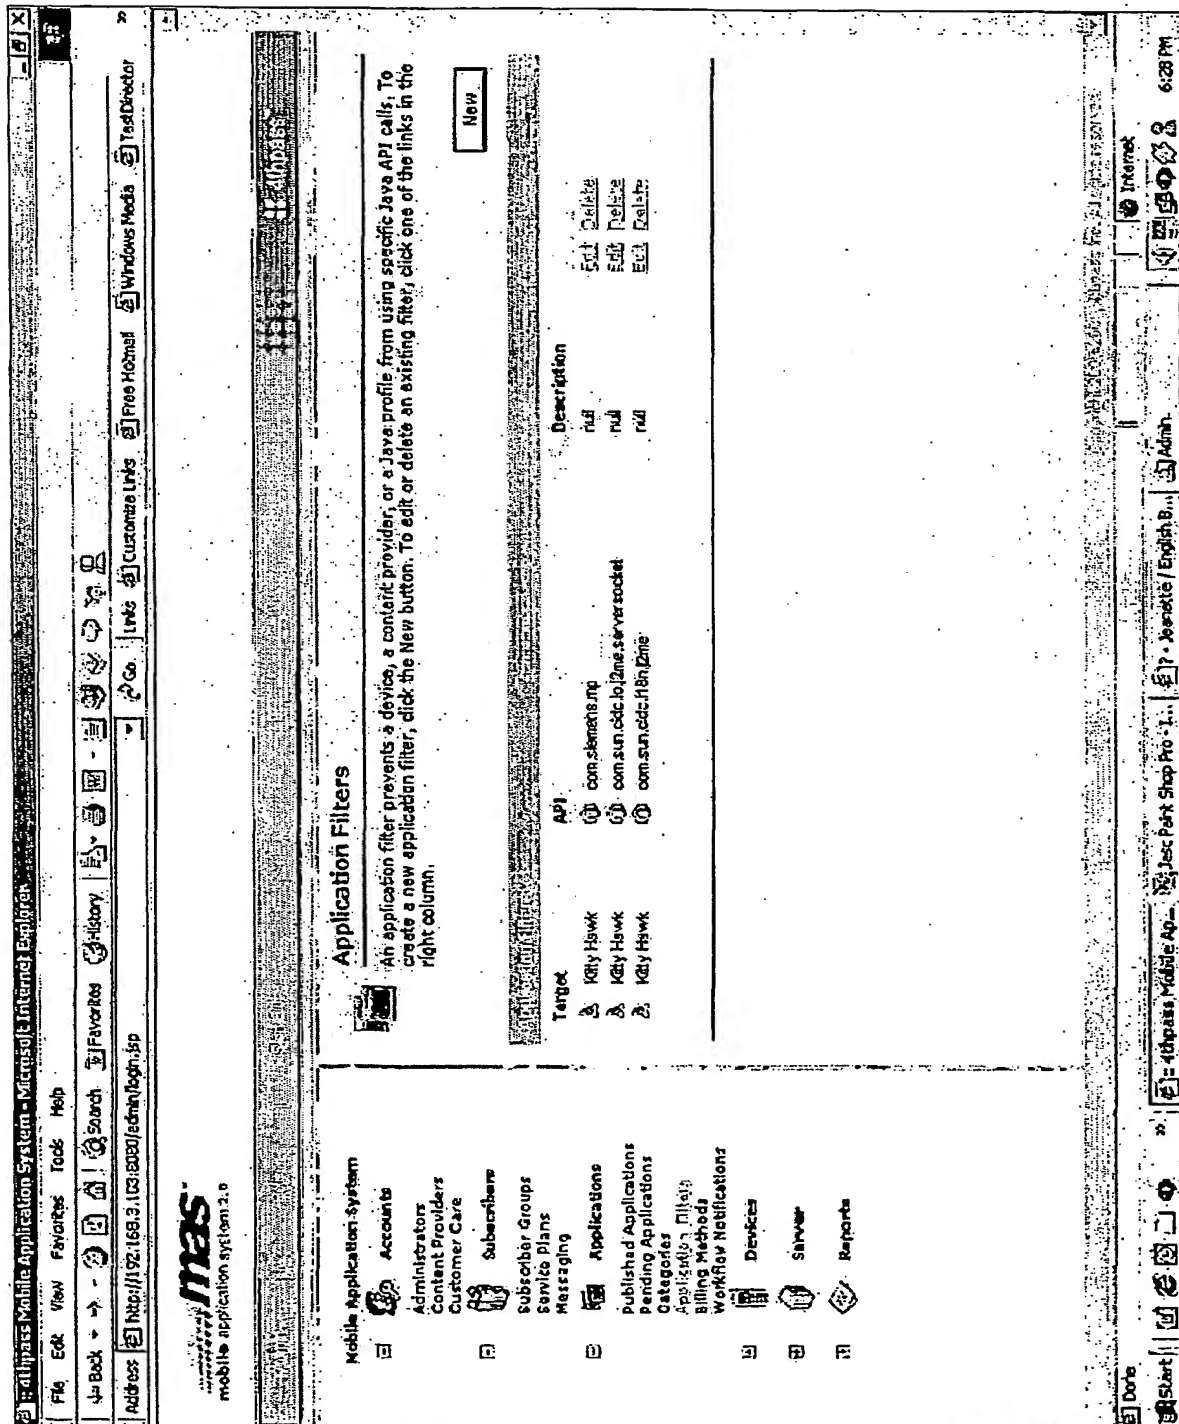 4thpass Mobile Application System - Microsoft Internet Explorer
File Edit View Favorites Tools Help
Back Search Favorites History
Address http://192.168.3.103:8080/admin/login.jsp Go Links Customize Links Free Hotmail Windows Media TestDirector
mas
mobile application system 2.0
4thpass
Mobile Application System
Accounts
Administrators
Content Providers
Customer Care
Subscribers
Subscriber Groups
Service Plans
Messaging
Applications
Published Applications
Pending Applications
Categories
Application Filters
Billing Methods
Workflow Notifications
Devices
Server
Reports
Application Filters
An application filter prevents a device, a content provider, or a Java profile from using specific Java API calls. To
create a new application filter, click the New button. To edit or delete an existing filter, click one of the links in the
right column.
New
Target API Description
Kitty Hawk com.siemens.mp null Edit Delete
Kitty Hawk com.sun.cldc.io.j2me.serversocket null Edit Delete
Kitty Hawk com.sun.cldc.i18n.j2me null Edit Delete
Done Internet
Start 4thpass Mobile Ap... Jasc Paint Shop Pro - I... ? - Jeanette / English B... Admin 6:28 PM